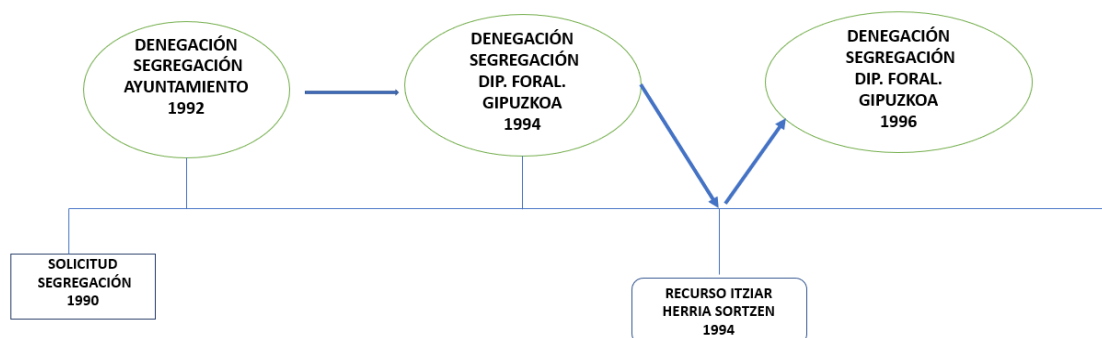 DENEGACIÓN
SEGREGACIÓN
AYUNTAMIENTO
1992
DENEGACIÓN
SEGREGACIÓN
DIP. FORAL.
GIPUZKOA
1994
DENEGACIÓN
SEGREGACIÓN
DIP. FORAL.
GIPUZKOA
1996
SOLICITUD
SEGREGACIÓN
1990
RECURSO ITZIAR
HERRIA SORTZEN
1994